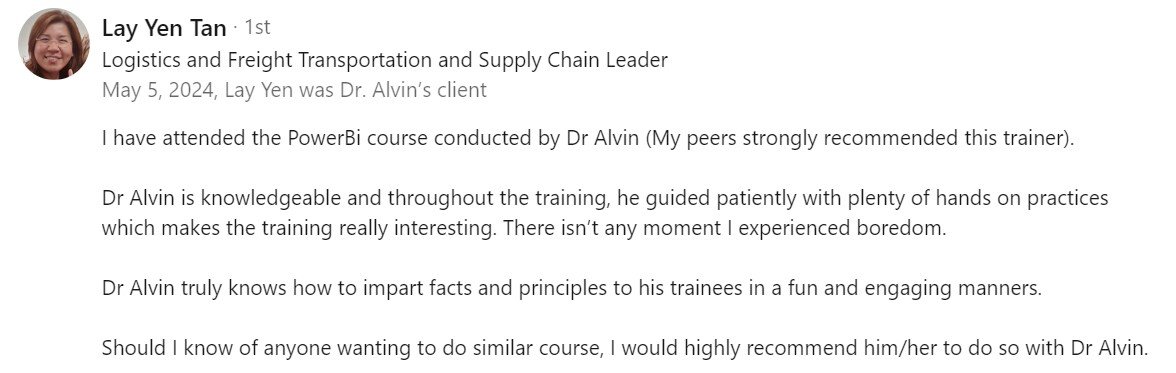 Lay Yen Tan · 1st
Logistics and Freight Transportation and Supply Chain Leader
May 5, 2024, Lay Yen was Dr. Alvin’s client
I have attended the PowerBi course conducted by Dr Alvin (My peers strongly recommended this trainer).
Dr Alvin is knowledgeable and throughout the training, he guided patiently with plenty of hands on practices
which makes the training really interesting. There isn’t any moment I experienced boredom.
Dr Alvin truly knows how to impart facts and principles to his trainees in a fun and engaging manners.
Should I know of anyone wanting to do similar course, I would highly recommend him/her to do so with Dr Alvin.